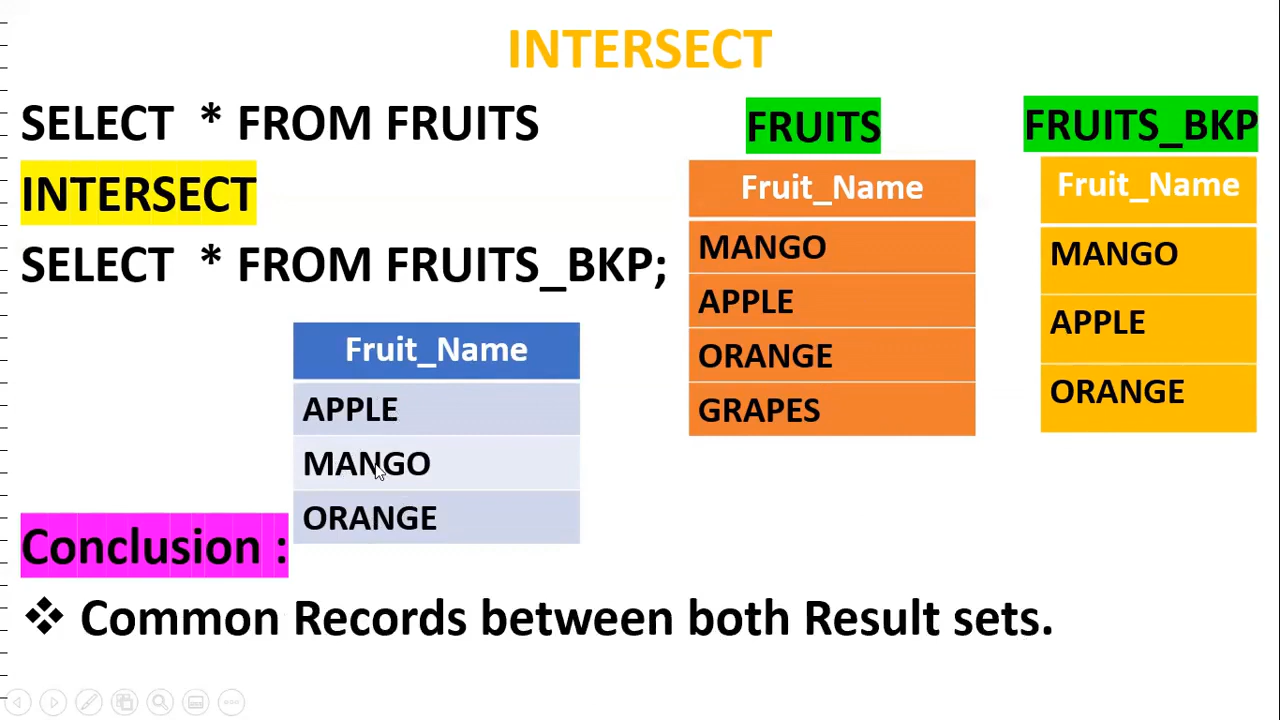 INTERSECT
SELECT * FROM FRUITS
INTERSECT
SELECT * FROM FRUITS_BKP;
FRUITS
Fruit_Name
MANGO
APPLE
ORANGE
GRAPES
FRUITS_BKP
Fruit_Name
MANGO
APPLE
ORANGE
Fruit_Name
APPLE
MANGO
ORANGE
Conclusion :
❖ Common Records between both Result sets.